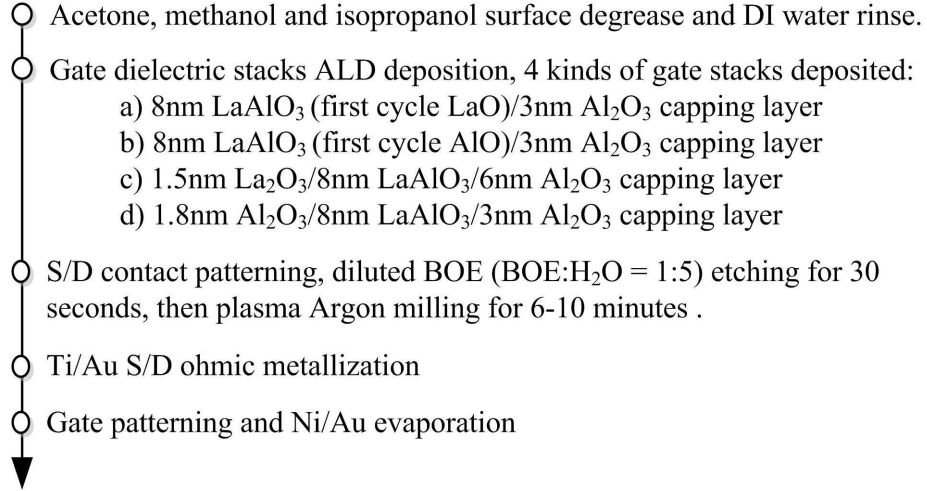 Acetone, methanol and isopropanol surface degrease and DI water rinse.
Gate dielectric stacks ALD deposition, 4 kinds of gate stacks deposited:
a) 8nm LaAlO₃ (first cycle LaO)/3nm Al₂O₃ capping layer
b) 8nm LaAlO₃ (first cycle AlO)/3nm Al₂O₃ capping layer
c) 1.5nm La₂O₃/8nm LaAlO₃/6nm Al₂O₃ capping layer
d) 1.8nm Al₂O₃/8nm LaAlO₃/3nm Al₂O₃ capping layer
S/D contact patterning, diluted BOE (BOE:H₂O = 1:5) etching for 30
seconds, then plasma Argon milling for 6-10 minutes .
Ti/Au S/D ohmic metallization
Gate patterning and Ni/Au evaporation